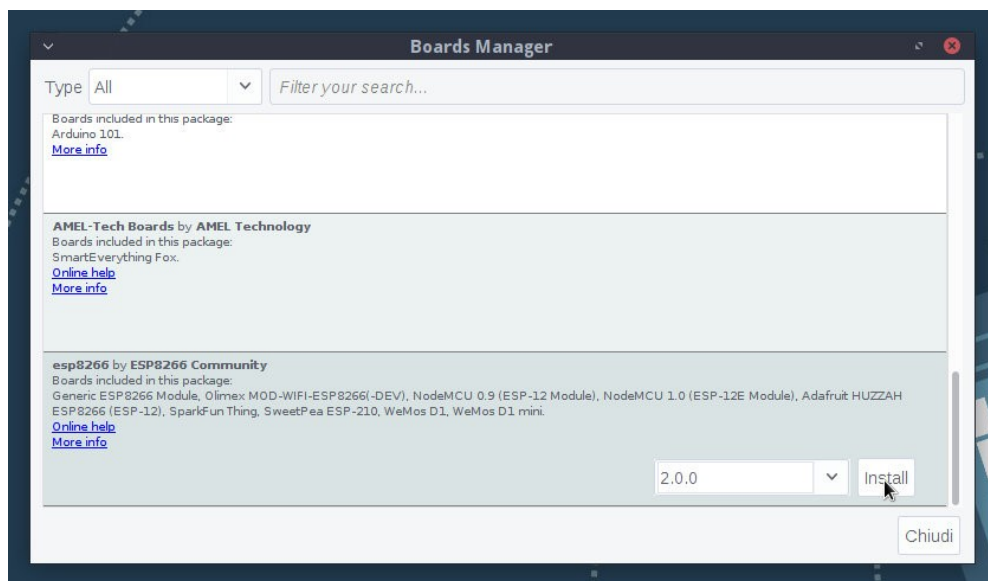 Boards Manager
Type All Filter your search...
Boards included in this package:
Arduino 101.
More info
AMEL-Tech Boards by AMEL Technology
Boards included in this package:
SmartEverything Fox.
Online help
More info
esp8266 by ESP8266 Community
Boards included in this package:
Generic ESP8266 Module, Olimex MOD-WIFI-ESP8266(-DEV), NodeMCU 0.9 (ESP-12 Module), NodeMCU 1.0 (ESP-12E Module), Adafruit HUZZAH
ESP8266 (ESP-12), SparkFun Thing, SweetPea ESP-210, WeMos D1, WeMos D1 mini.
Online help
More info
2.0.0 Install
Chiudi